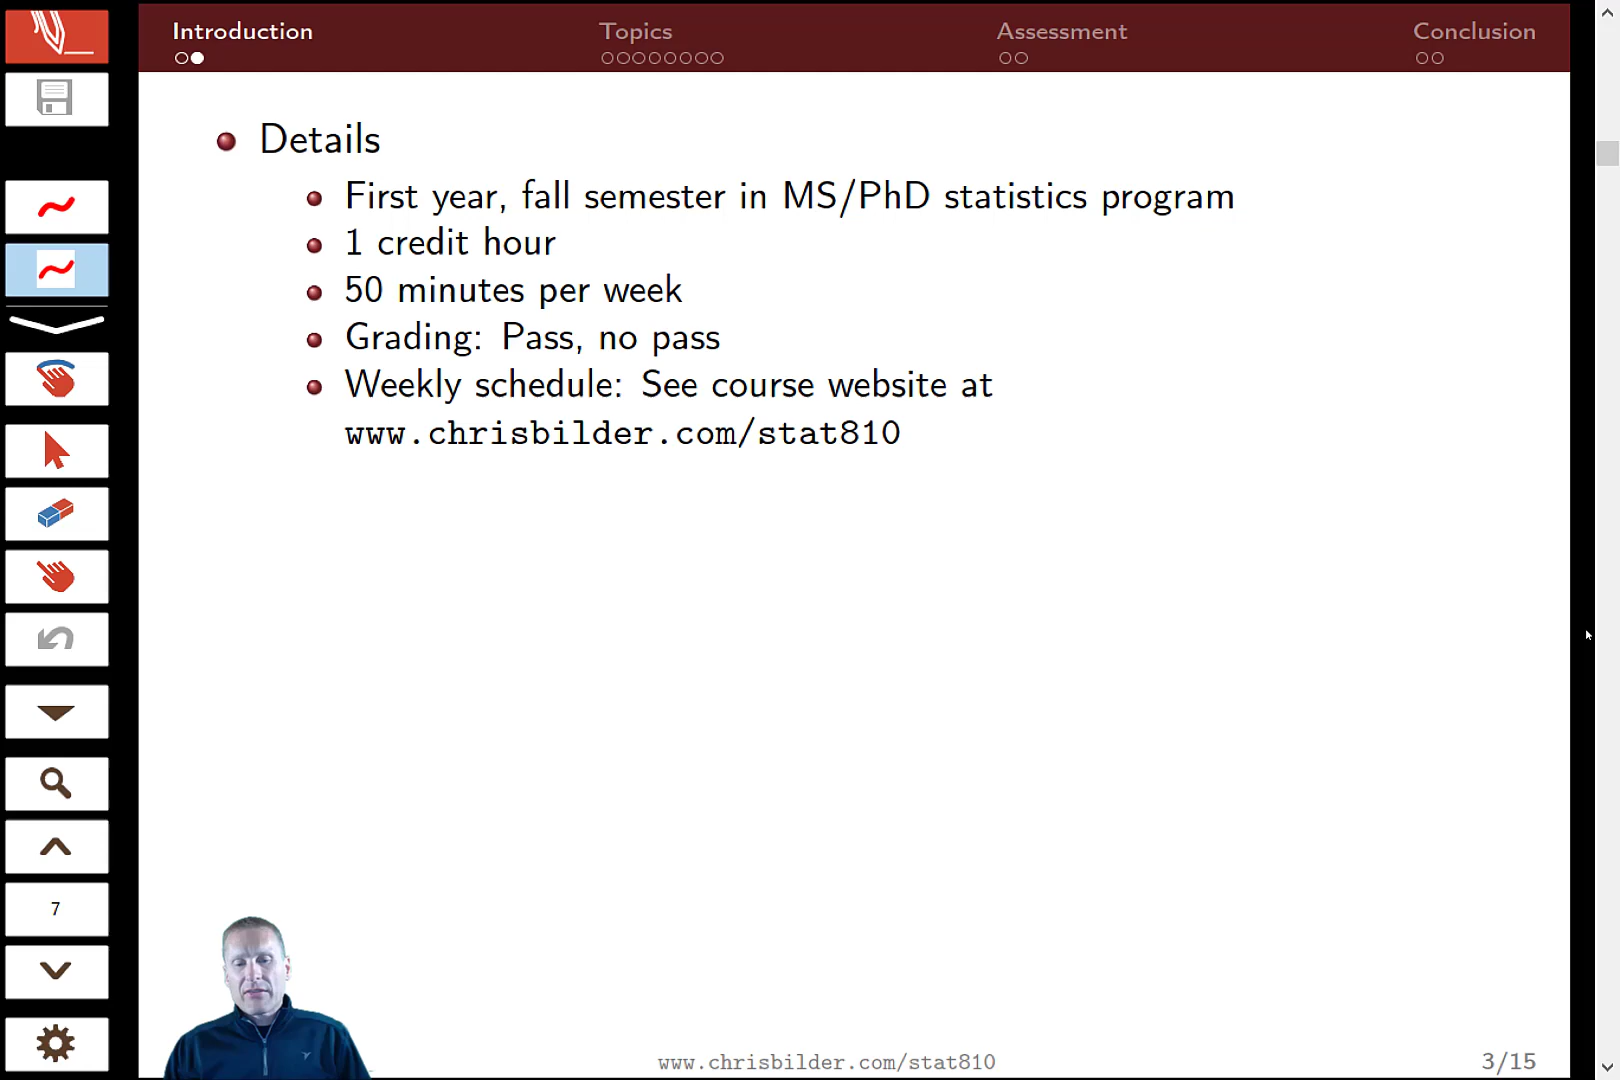 Introduction
Topics
Assessment
Conclusion
Details
First year, fall semester in MS/PhD statistics program
1 credit hour
50 minutes per week
Grading: Pass, no pass
Weekly schedule: See course website at
www.chrisbilder.com/stat810
7
www.chrisbilder.com/stat810
3/15